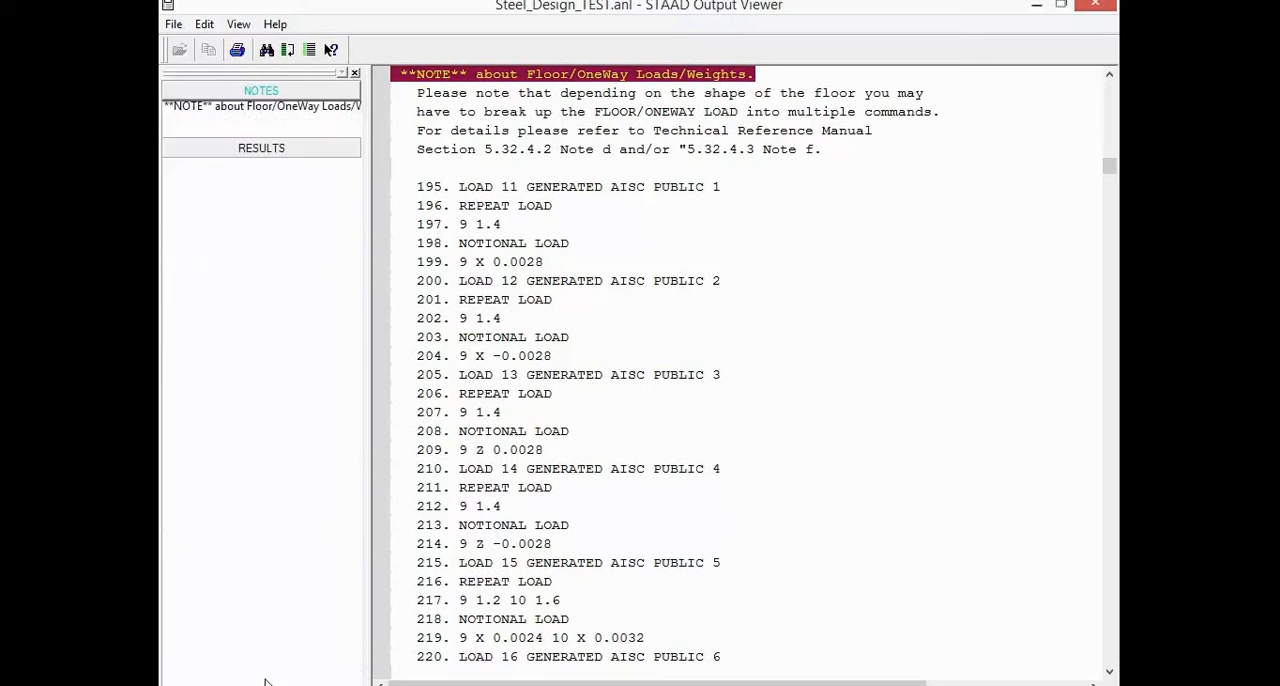 Steel_Design_TEST.anl - STAAD Output Viewer
File Edit View Help
NOTES
**NOTE** about Floor/OneWay Loads/W
RESULTS
**NOTE** about Floor/OneWay Loads/Weights.
Please note that depending on the shape of the floor you may
have to break up the FLOOR/ONEWAY LOAD into multiple commands.
For details please refer to Technical Reference Manual
Section 5.32.4.2 Note d and/or "5.32.4.3 Note f.
195. LOAD 11 GENERATED AISC PUBLIC 1
196. REPEAT LOAD
197. 9 1.4
198. NOTIONAL LOAD
199. 9 X 0.0028
200. LOAD 12 GENERATED AISC PUBLIC 2
201. REPEAT LOAD
202. 9 1.4
203. NOTIONAL LOAD
204. 9 X -0.0028
205. LOAD 13 GENERATED AISC PUBLIC 3
206. REPEAT LOAD
207. 9 1.4
208. NOTIONAL LOAD
209. 9 Z 0.0028
210. LOAD 14 GENERATED AISC PUBLIC 4
211. REPEAT LOAD
212. 9 1.4
213. NOTIONAL LOAD
214. 9 Z -0.0028
215. LOAD 15 GENERATED AISC PUBLIC 5
216. REPEAT LOAD
217. 9 1.2 10 1.6
218. NOTIONAL LOAD
219. 9 X 0.0024 10 X 0.0032
220. LOAD 16 GENERATED AISC PUBLIC 6